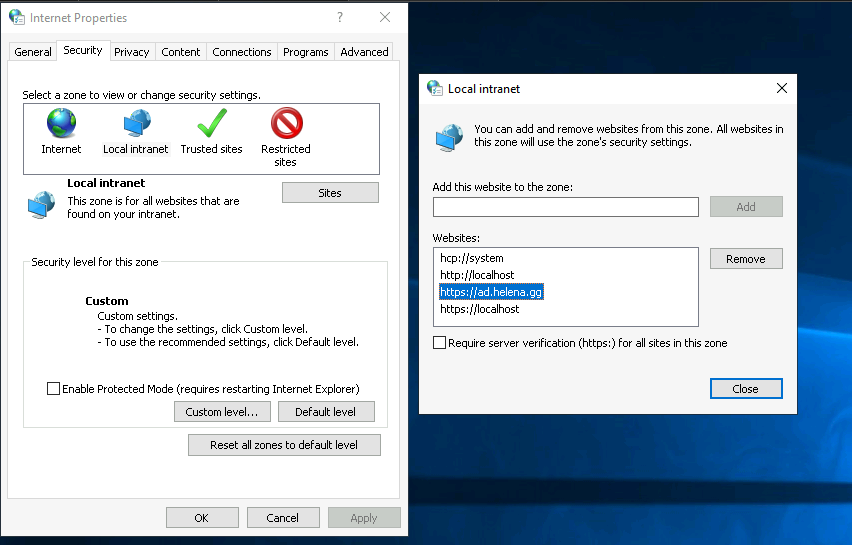 Internet Properties
?
General
Security
Privacy
Content
Connections
Programs
Advanced
Select a zone to view or change security settings.
Internet
Local intranet
Trusted sites
Restricted
sites
Local intranet
This zone is for all websites that are
found on your intranet.
Sites
Security level for this zone
Custom
Custom settings.
- To change the settings, click Custom level.
- To use the recommended settings, click Default level.
Enable Protected Mode (requires restarting Internet Explorer)
Custom level...
Default level
Reset all zones to default level
OK
Cancel
Apply
Local intranet
You can add and remove websites from this zone. All websites in
this zone will use the zone's security settings.
Add this website to the zone:
Add
Websites:
hcp://system
http://localhost
https://ad.helena.gg
https://localhost
Remove
Require server verification (https:) for all sites in this zone
Close